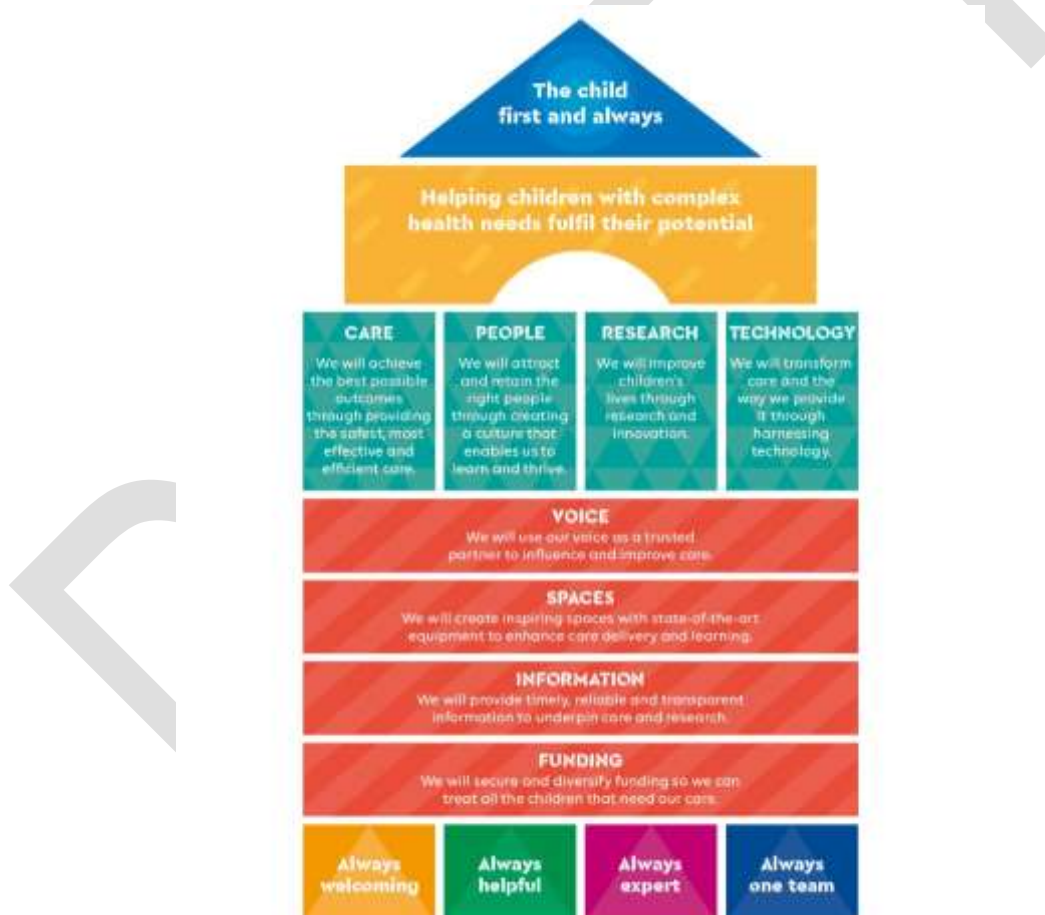 The child
first and always
Helping children with complex
health needs fulfil their potential
CARE
We will achieve
the best possible
outcomes
through providing
the safest, most
effective and
efficient care.
PEOPLE
We will attract
and retain the
right people
through creating
a culture that
enables us to
learn and thrive.
RESEARCH
We will improve
children's
lives through
research and
innovation.
TECHNOLOGY
We will transform
care and the
way we provide
it through
harnessing
technology.
VOICE
We will use our voice as a trusted
partner to influence and improve care.
SPACES
We will create inspiring spaces with state-of-the-art
equipment to enhance care delivery and learning.
INFORMATION
We will provide timely, reliable and transparent
information to underpin care and research.
FUNDING
We will secure and diversify funding so we can
treat all the children that need our care.
Always
welcoming
Always
helpful
Always
expert
Always
one team